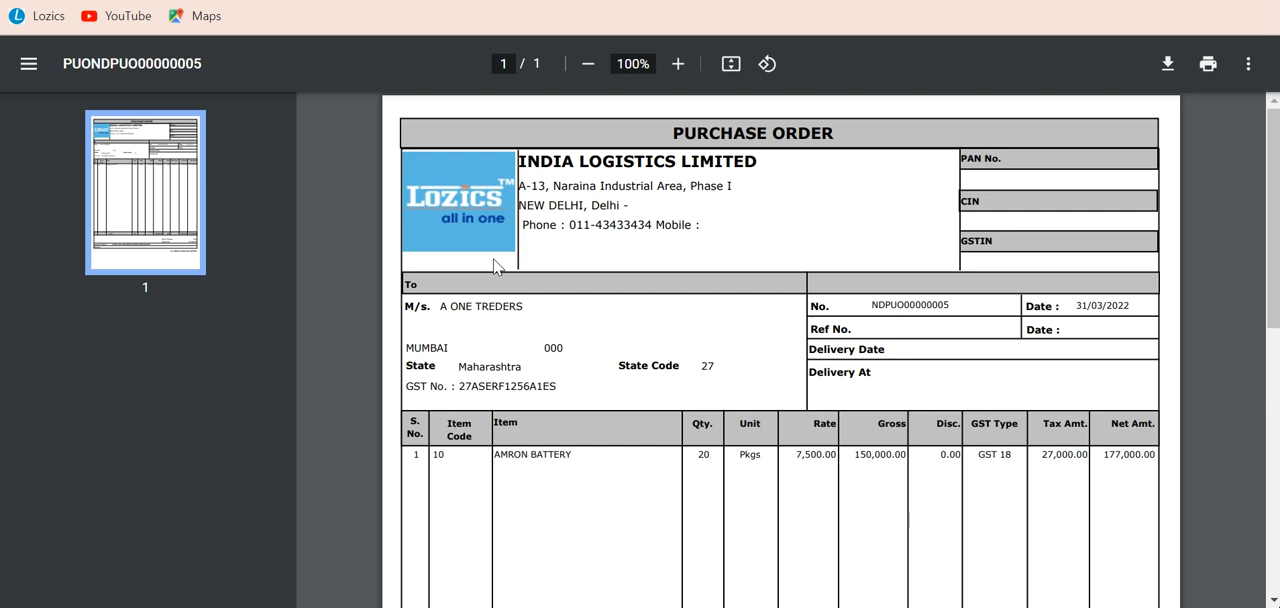 Lozics YouTube Maps
PUONDPUO00000005 1 / 1 100%
PURCHASE ORDER
LOZICS TM
all in one
INDIA LOGISTICS LIMITED
A-13, Naraina Industrial Area, Phase I
NEW DELHI, Delhi -
Phone : 011-43433434 Mobile :
PAN No.
CIN
GSTIN
To
M/s. A ONE TREDERS
MUMBAI 000
State Maharashtra State Code 27
GST No. : 27ASERF1256A1ES
No. NDPUO00000005 Date : 31/03/2022
Ref No. Date :
Delivery Date
Delivery At
S. No. Item Code Item Qty. Unit Rate Gross Disc. GST Type Tax Amt. Net Amt.
1 10 AMRON BATTERY 20 Pkgs 7,500.00 150,000.00 0.00 GST 18 27,000.00 177,000.00
1